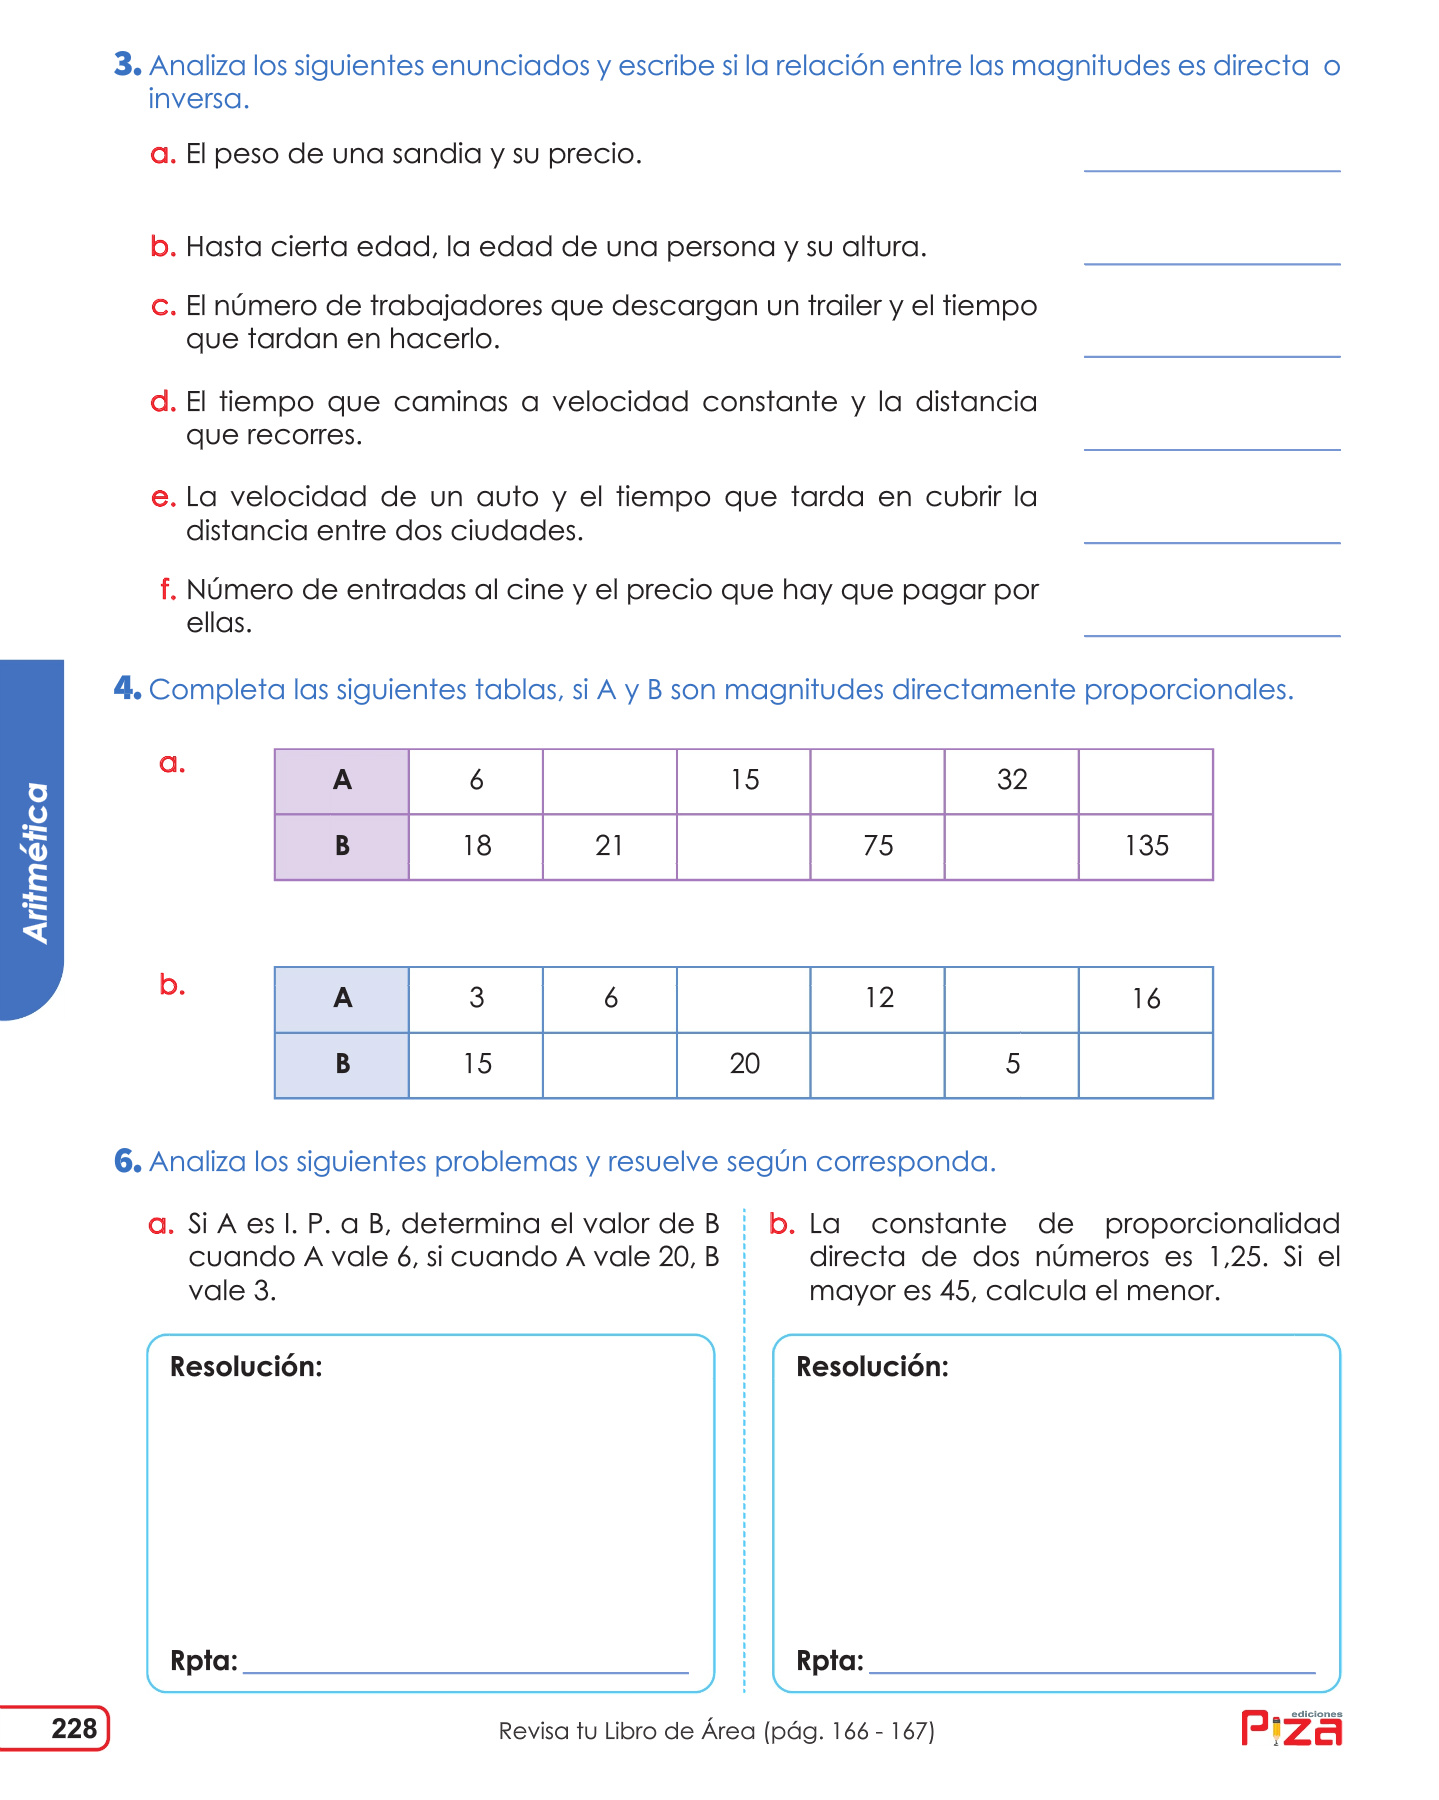 3. Analiza los siguientes enunciados y escribe si la relación entre las magnitudes es directa o
inversa.
a. El peso de una sandia y su precio.
b. Hasta cierta edad, la edad de una persona y su altura.
c. El número de trabajadores que descargan un trailer y el tiempo
que tardan en hacerlo.
d. El tiempo que caminas a velocidad constante y la distancia
que recorres.
e. La velocidad de un auto y el tiempo que tarda en cubrir la
distancia entre dos ciudades.
f. Número de entradas al cine y el precio que hay que pagar por
ellas.
Aritmética
4. Completa las siguientes tablas, si A y B son magnitudes directamente proporcionales.
a.
A 6 15 32
B 18 21 75 135
b.
A 3 6 12 16
B 15 20 5
6. Analiza los siguientes problemas y resuelve según corresponda.
a. Si A es I. P. a B, determina el valor de B
cuando A vale 6, si cuando A vale 20, B
vale 3.
Resolución:
Rpta:
b. La constante de proporcionalidad
directa de dos números es 1,25. Si el
mayor es 45, calcula el menor.
Resolución:
Rpta:
228
Revisa tu Libro de Área (pág. 166 - 167)
ediciones
Piza